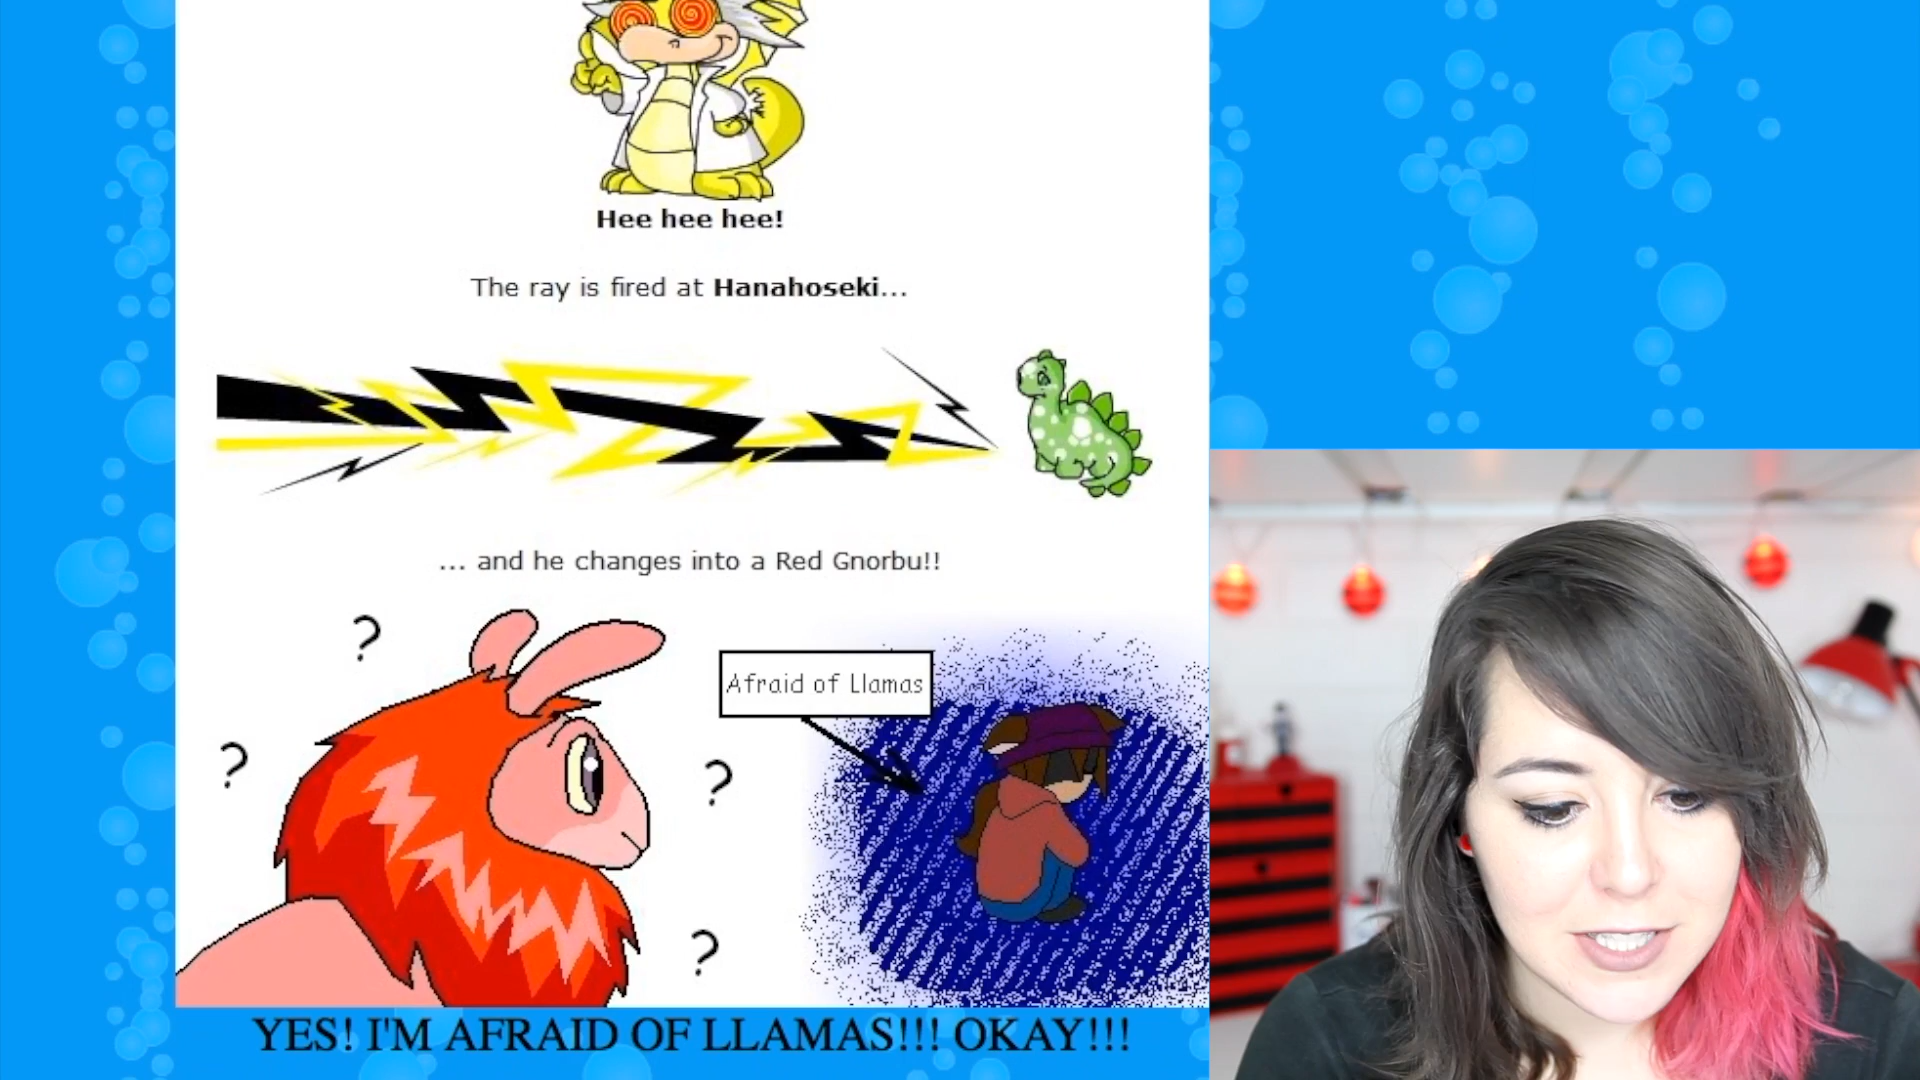 Hee hee hee!
The ray is fired at Hanahoseki...
... and he changes into a Red Gnorbu!!
?
?
?
?
Afraid of Llamas
YES! I'M AFRAID OF LLAMAS!!! OKAY!!!